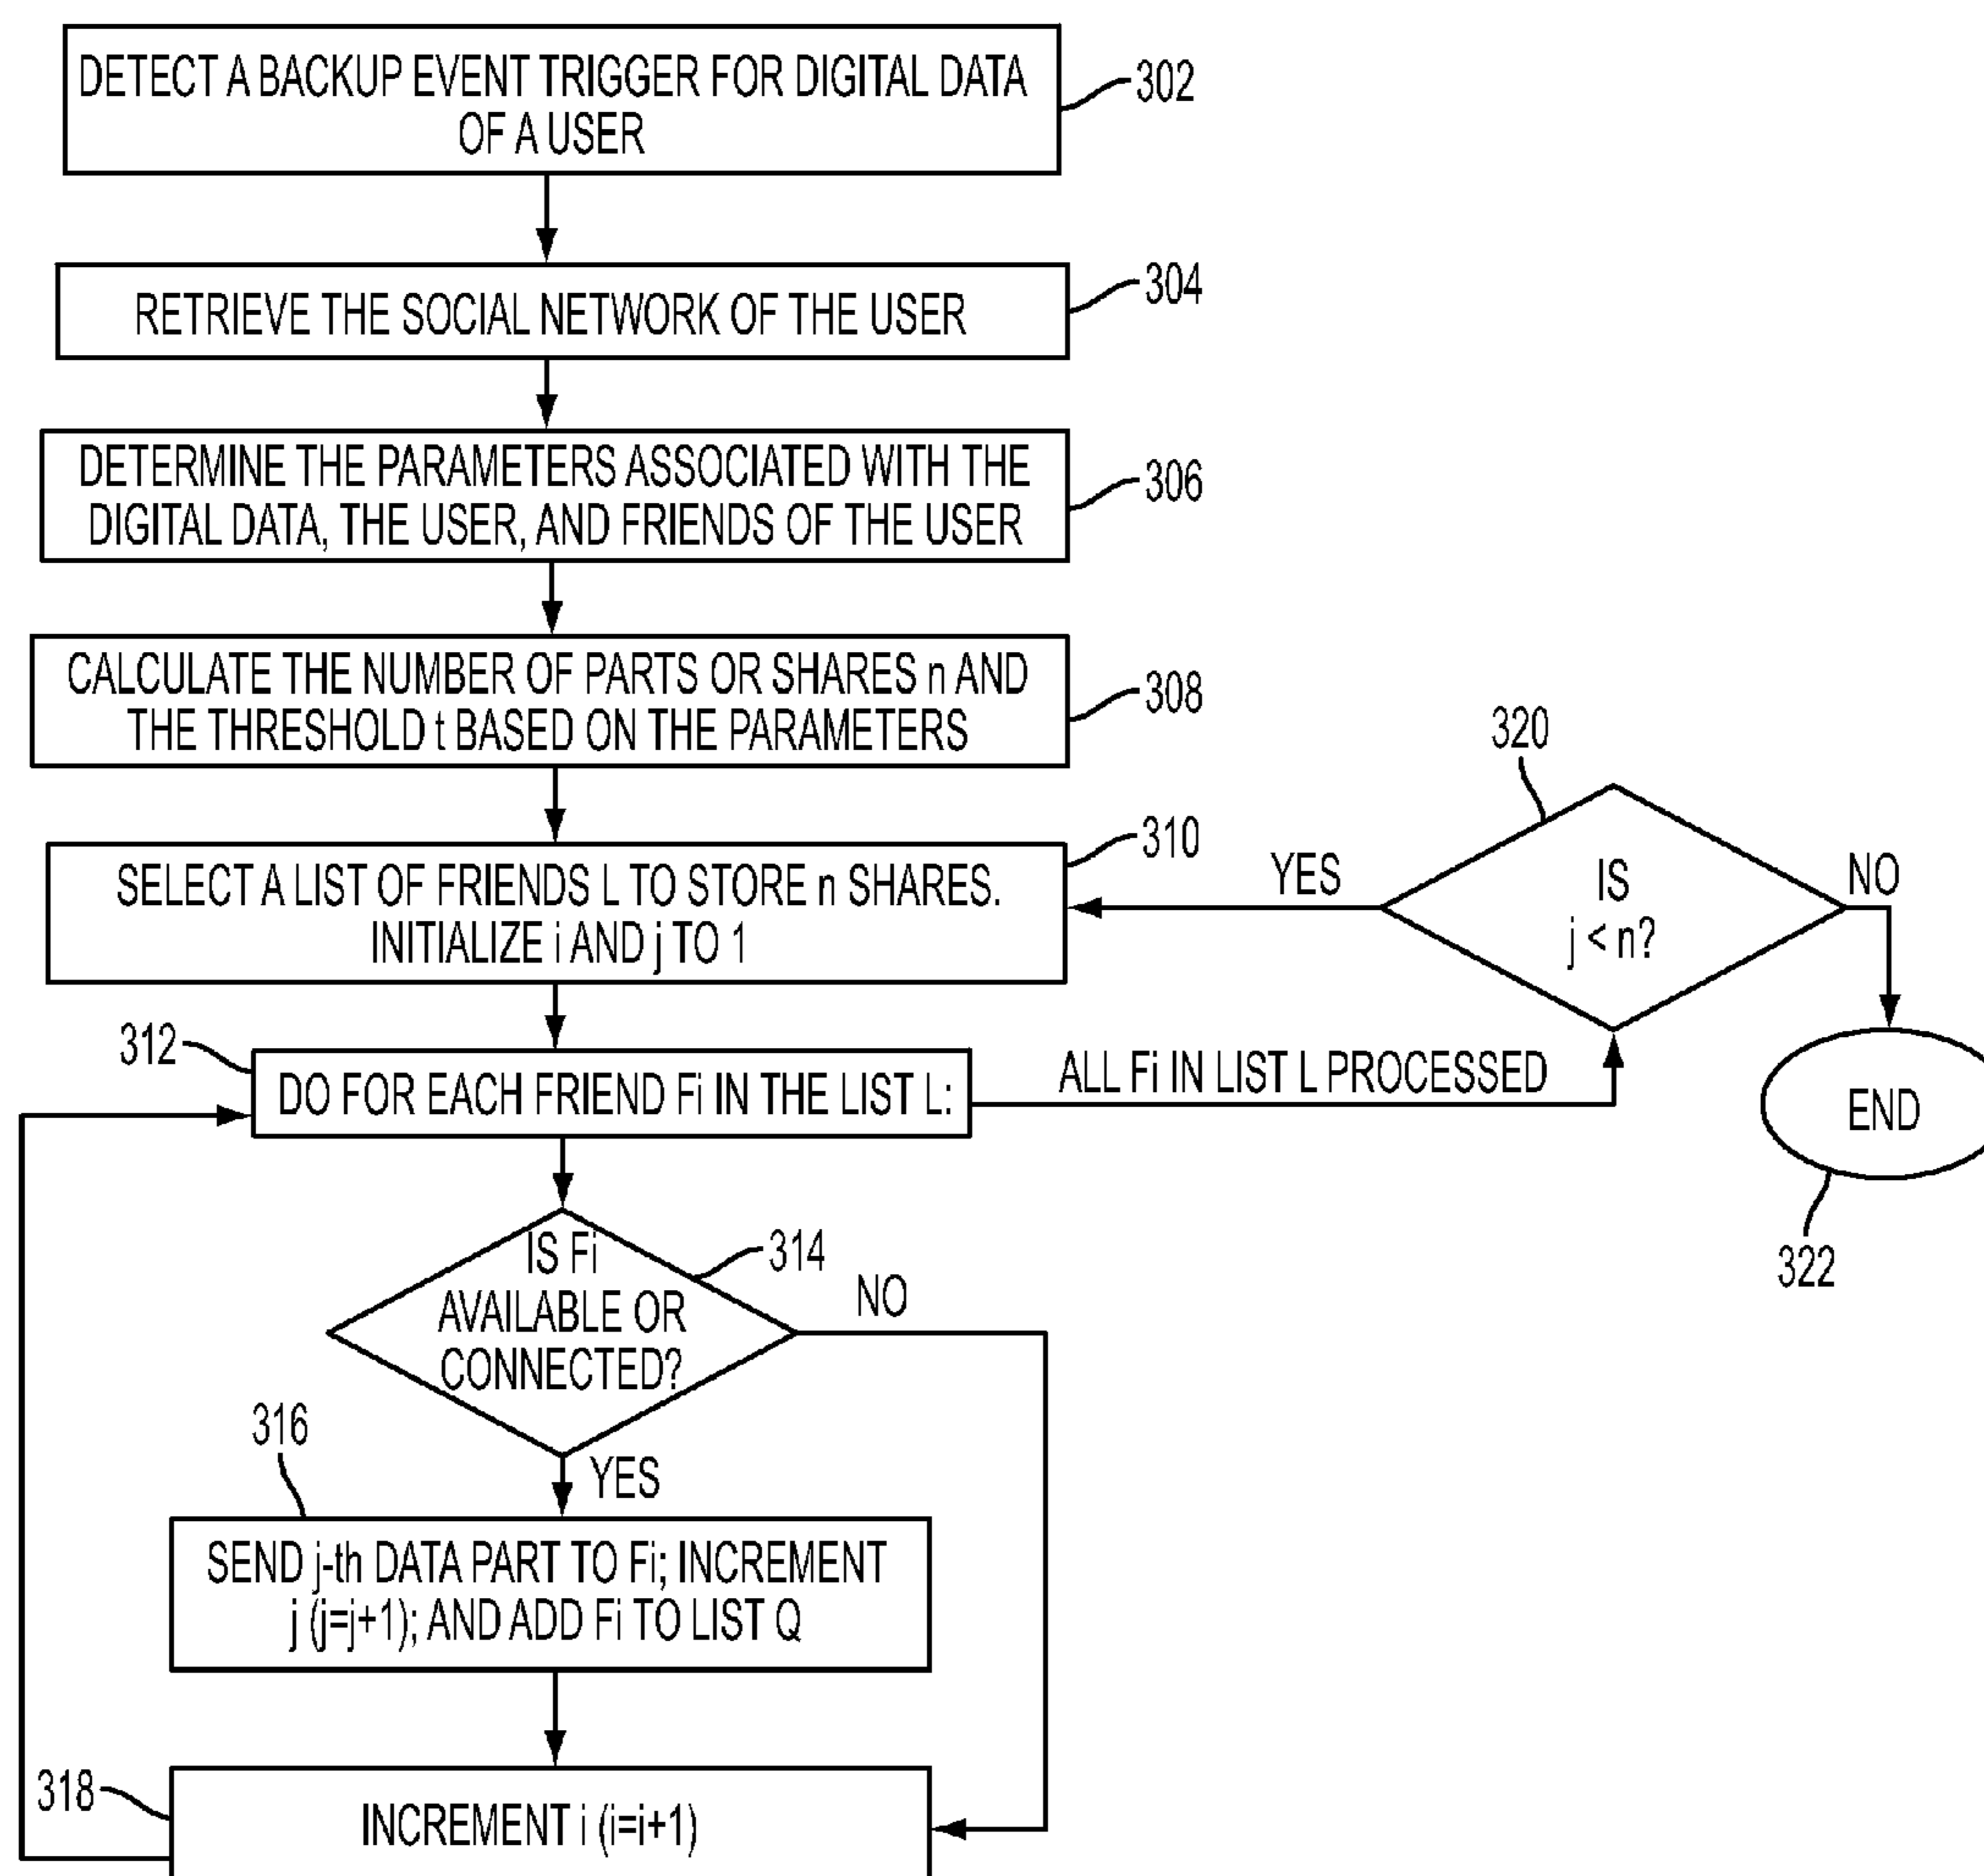 DETECT A BACKUP EVENT TRIGGER FOR DIGITAL DATA
OF A USER
302
RETRIEVE THE SOCIAL NETWORK OF THE USER
304
DETERMINE THE PARAMETERS ASSOCIATED WITH THE
DIGITAL DATA, THE USER, AND FRIENDS OF THE USER
306
CALCULATE THE NUMBER OF PARTS OR SHARES n AND
THE THRESHOLD t BASED ON THE PARAMETERS
308
SELECT A LIST OF FRIENDS L TO STORE n SHARES.
INITIALIZE i AND j TO 1
310
320
YES
IS
j < n?
NO
312
DO FOR EACH FRIEND Fi IN THE LIST L:
ALL Fi IN LIST L PROCESSED
END
322
IS Fi
AVAILABLE OR
CONNECTED?
314
NO
YES
316
SEND j-th DATA PART TO Fi; INCREMENT
j (j=j+1); AND ADD Fi TO LIST Q
318
INCREMENT i (i=i+1)